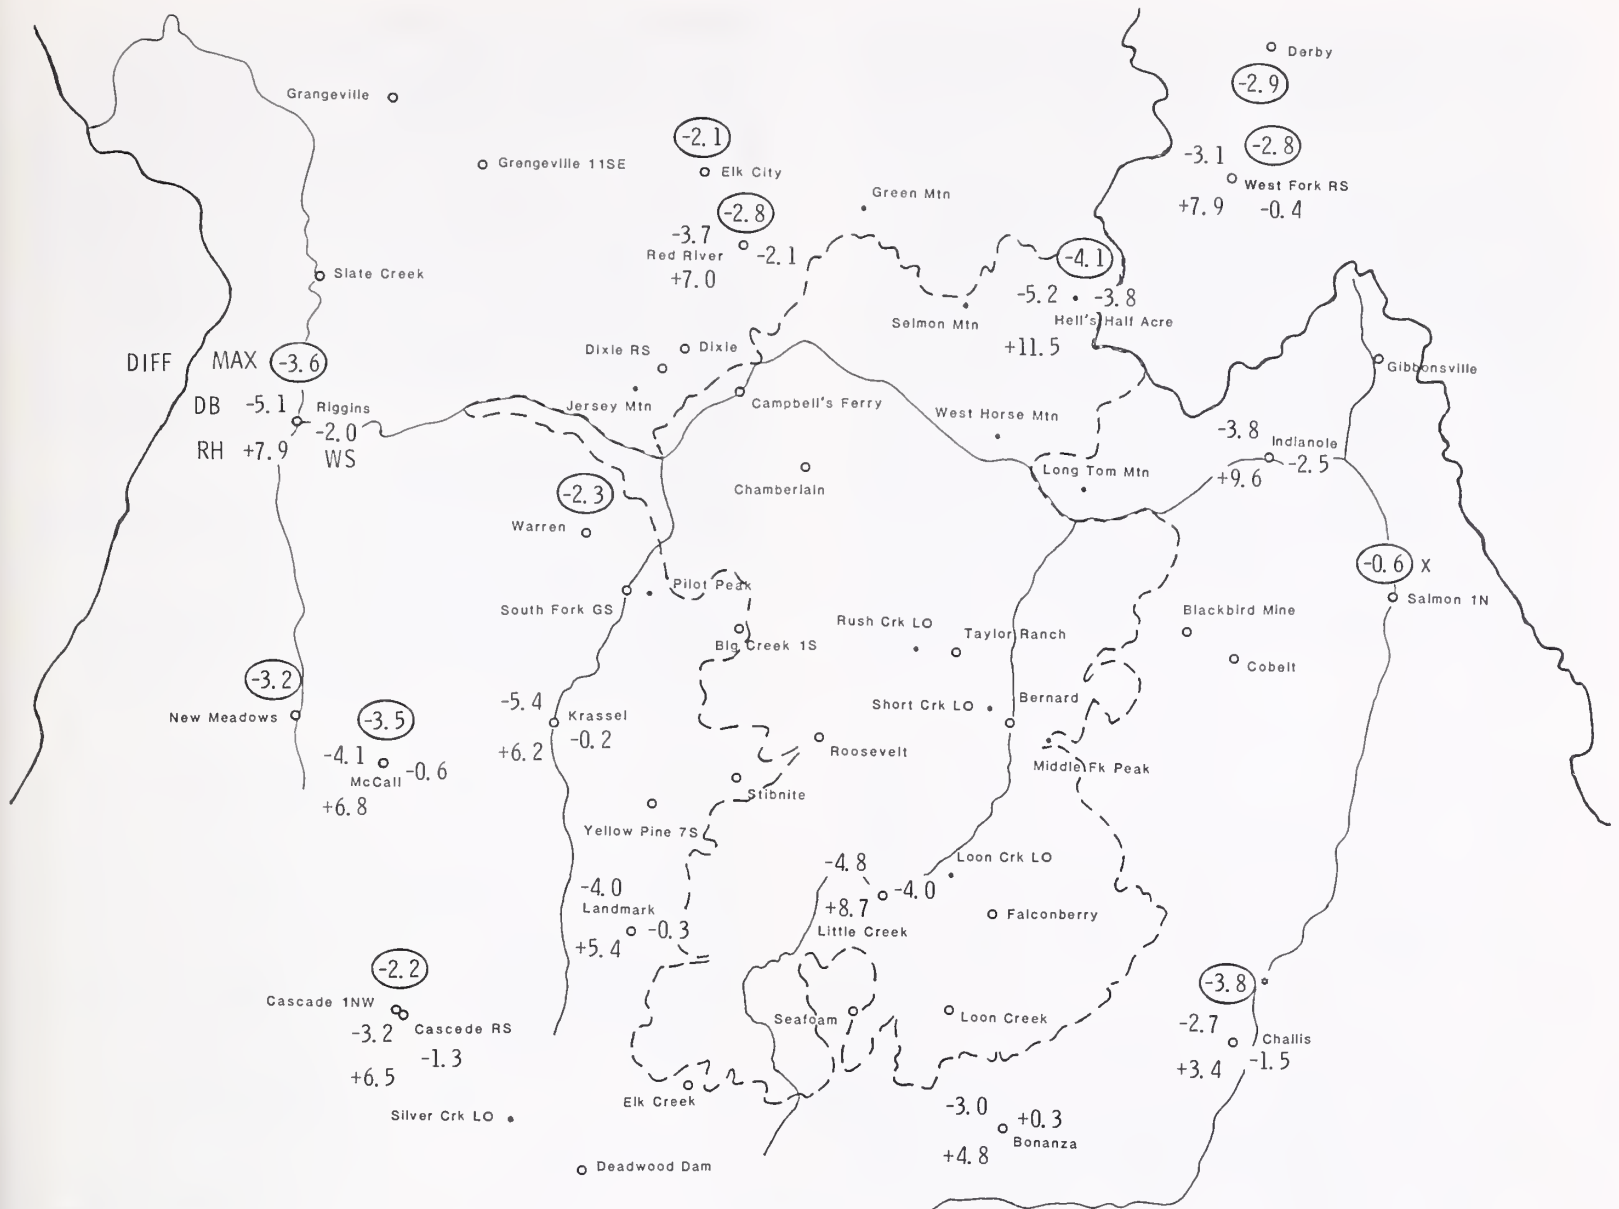 Derby
-2.9
Grangeville
-2.1
-2.8
-3.1
Grengeville 11SE
Elk City
West Fork RS
+7.9 -0.4
Green Mtn
-2.8
-3.7
Red River
-2.1
+7.0
-4.1
Slate Creek
-5.2 -3.8
Selmon Mtn
Hell's Half Acre
+11.5
DIFF MAX -3.6
Dixie RS
Dixie
Gibbonsville
DB -5.1 Riggins
-2.0
RH +7.9 WS
Jersey Mtn
Campbell's Ferry
West Horse Mtn
-3.8
Indianole
-2.5
+9.6
Long Tom Mtn
Chamberlain
-2.3
Warren
-0.6 X
Salmon 1N
Pilot Peak
South Fork GS
Blackbird Mine
Rush Crk LO
Taylor Ranch
Big Creek 1S
Cobelt
-3.2
New Meadows
-3.5
-4.1
-0.6
McCall
+6.8
-5.4
Krassel
-0.2
+6.2
Short Crk LO
Bernard
Roosevelt
Middle Fk Peak
Stibnite
Yellow Pine 7S
-4.8
Loon Crk LO
-4.0
+8.7
Little Creek
-4.0
Landmark
-0.3
+5.4
Falconberry
-2.2
Cascade 1NW
-3.2
Cascede RS
-1.3
+6.5
Seafoam
Loon Creek
-3.8
-2.7
Challis
+3.4 -1.5
Elk Creek
Silver Crk LO
-3.0
+0.3
Bonanza
+4.8
Deadwood Dam